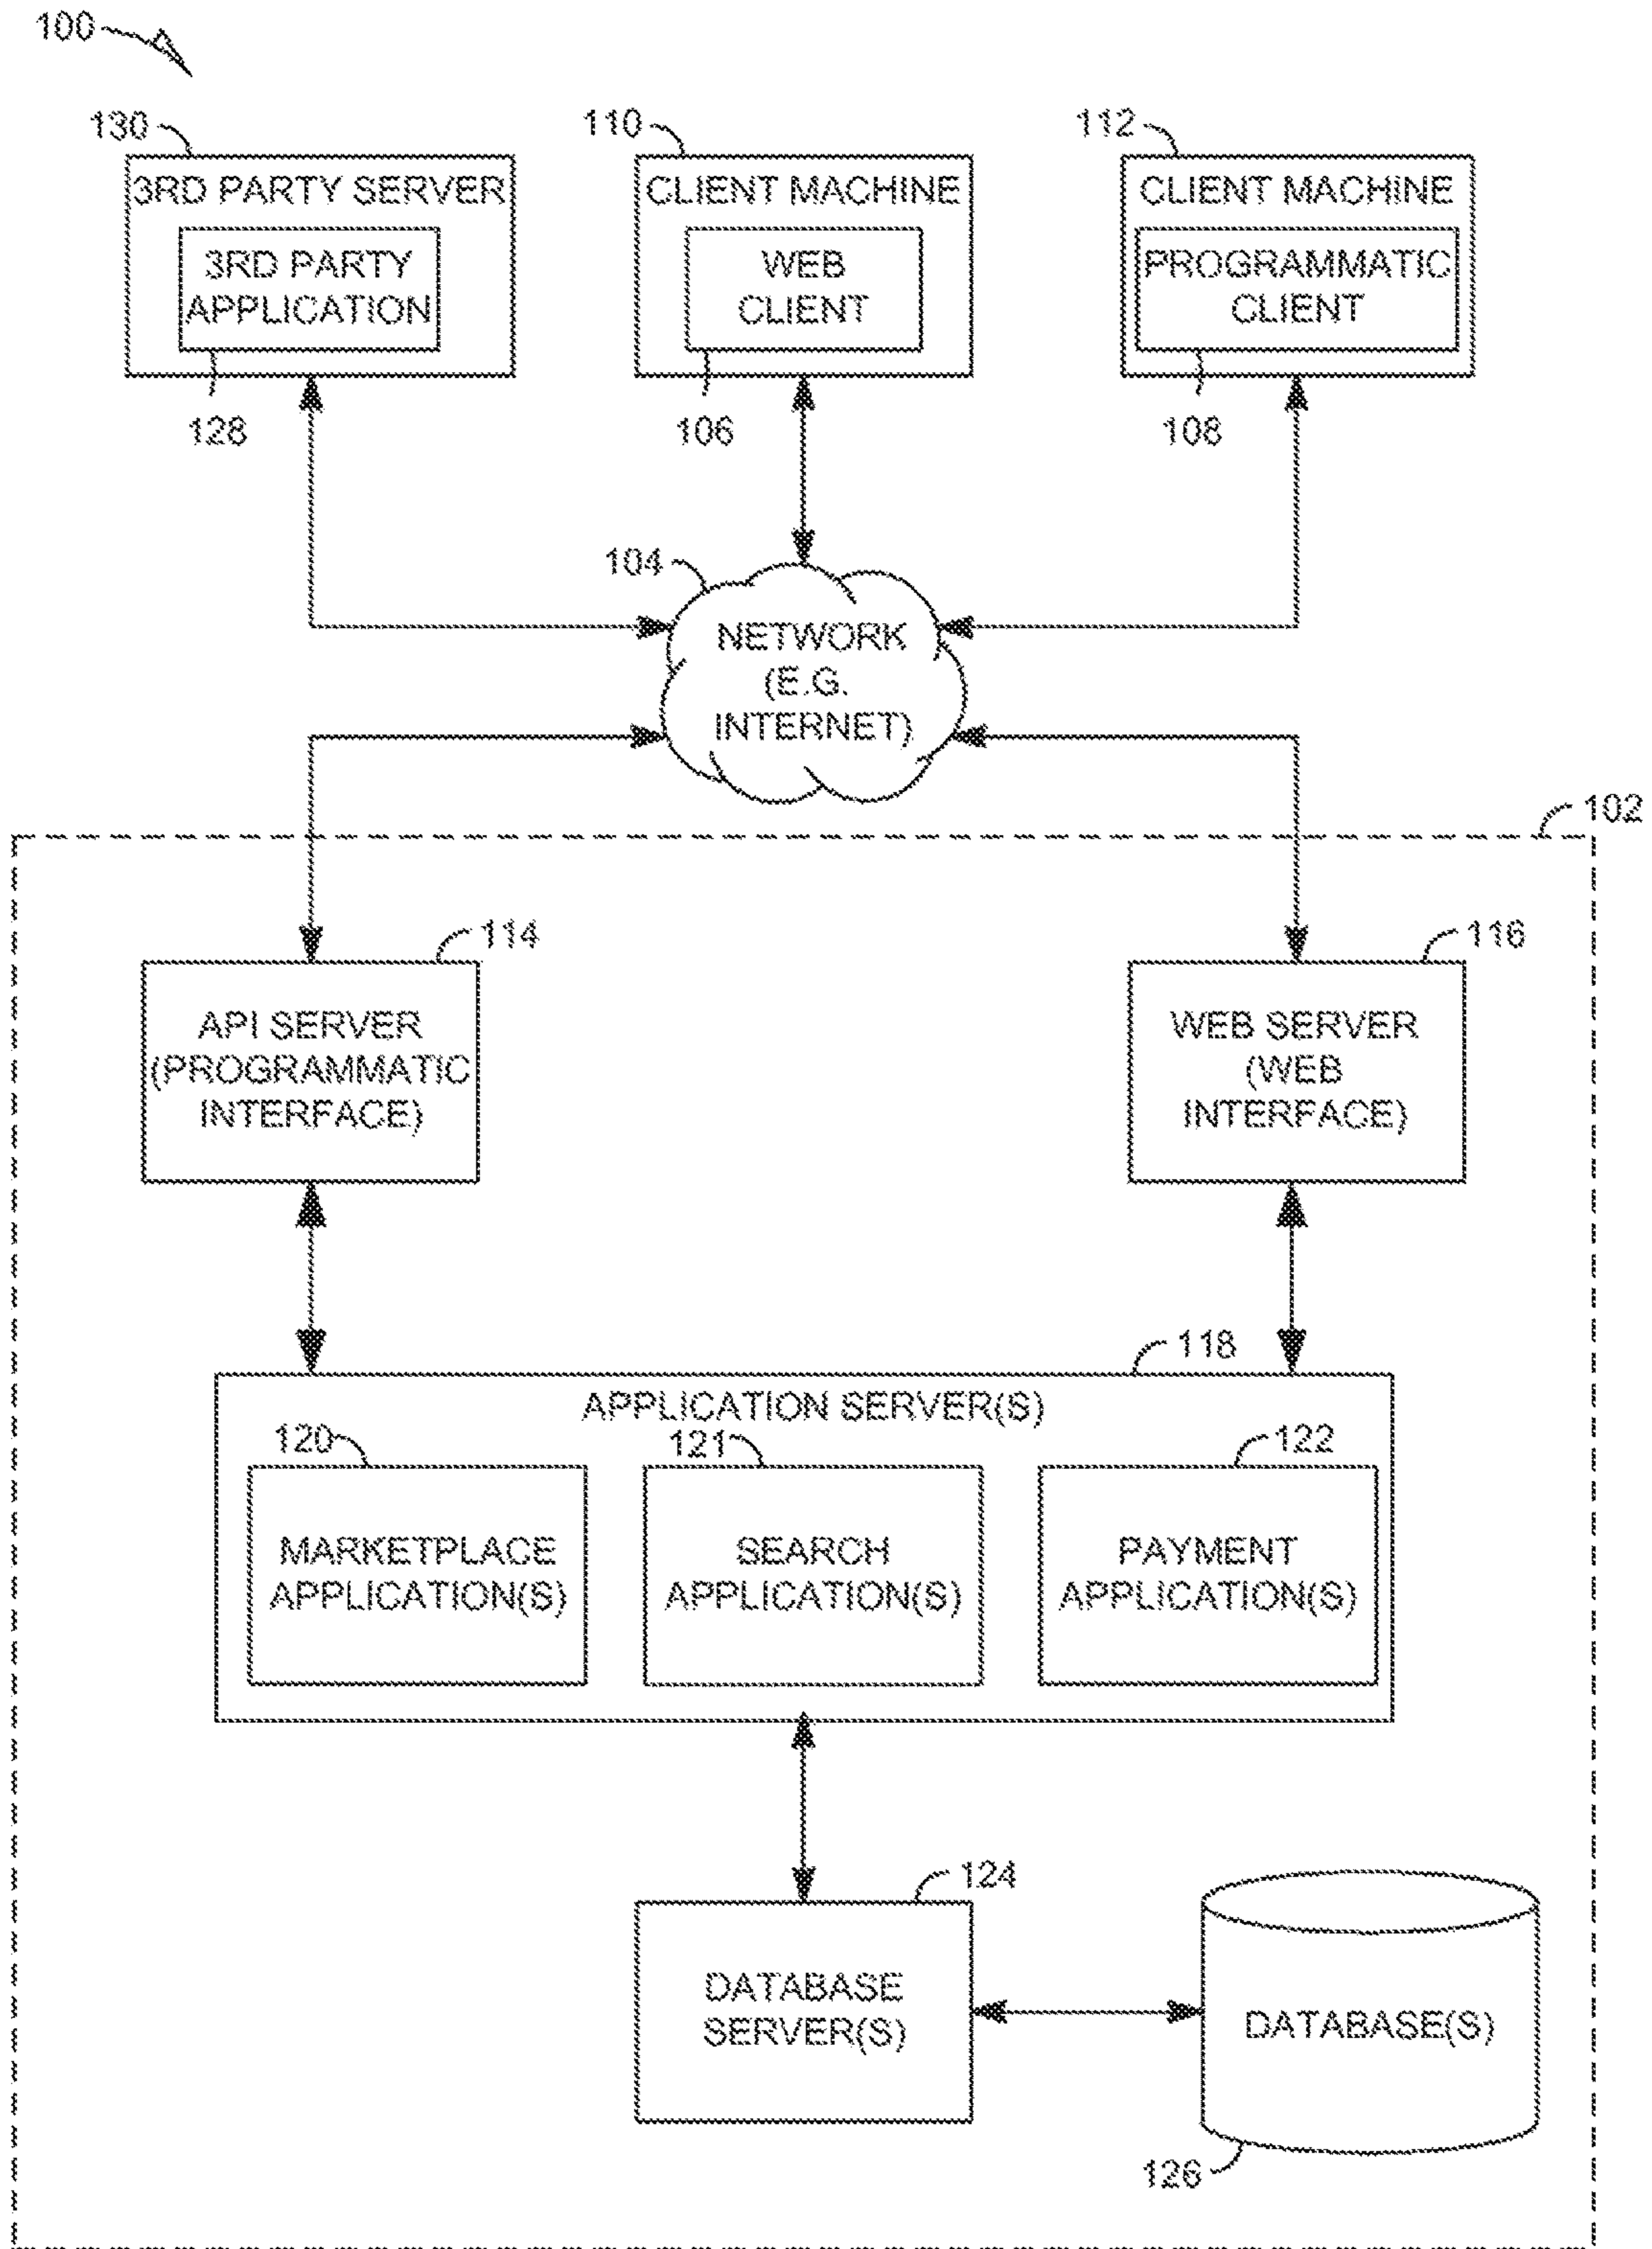 100
130
110
112
3RD PARTY SERVER
CLIENT MACHINE
CLIENT MACHINE
3RD PARTY
APPLICATION
WEB
CLIENT
PROGRAMMATIC
CLIENT
128
106
108
104
NETWORK
(E.G.
INTERNET)
102
114
116
API SERVER
(PROGRAMMATIC
INTERFACE)
WEB SERVER
(WEB
INTERFACE)
118
APPLICATION SERVER(S)
120
121
122
MARKETPLACE
APPLICATION(S)
SEARCH
APPLICATION(S)
PAYMENT
APPLICATION(S)
124
DATABASE
SERVER(S)
DATABASE(S)
126